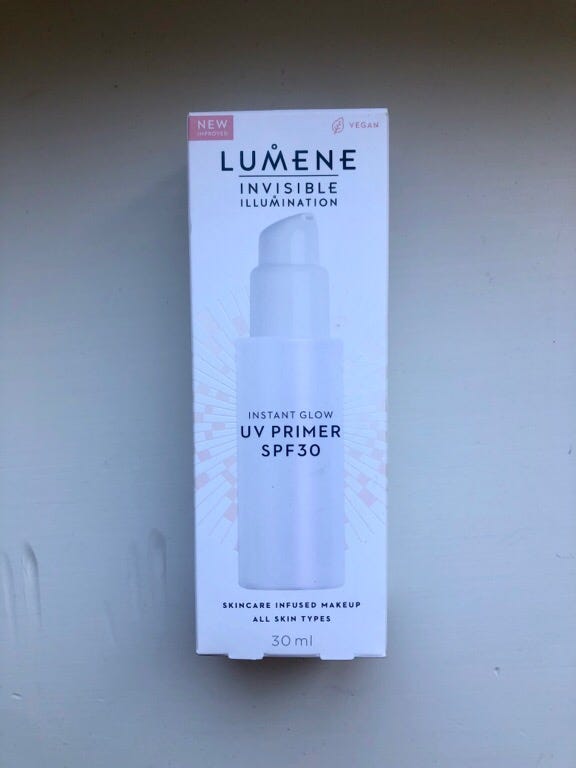 NEW
IMPROVED
VEGAN
LUMENE
INVISIBLE
ILLUMINATION
INSTANT GLOW
UV PRIMER
SPF30
SKINCARE INFUSED MAKEUP
ALL SKIN TYPES
30 ml